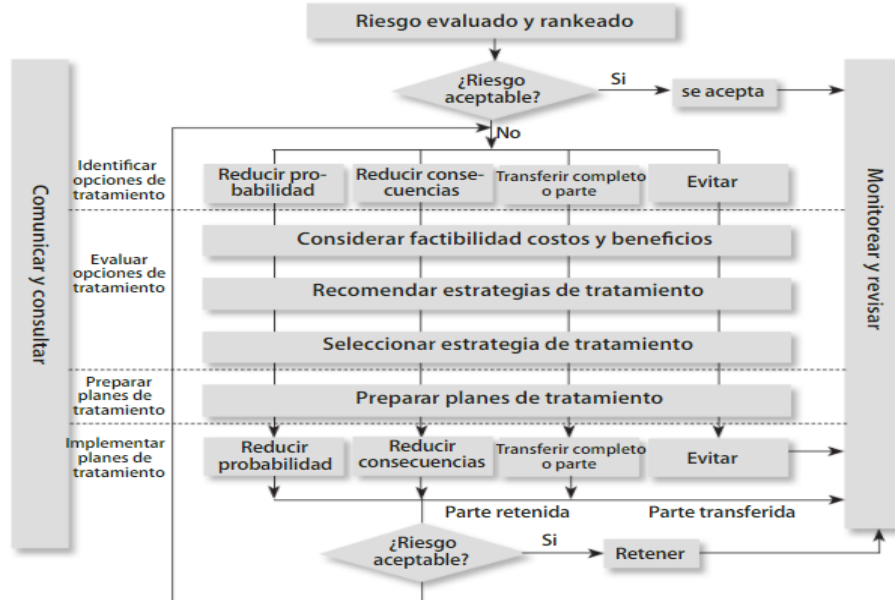 Riesgo evaluado y rankeado
¿Riesgo
aceptable?
Si
se acepta
No
Comunicar y consultar
Monitorear y revisar
Identificar
opciones de
tratamiento
Reducir pro-
babilidad
Reducir conse-
cuencias
Transferir completo
o parte
Evitar
Evaluar
opciones de
tratamiento
Considerar factibilidad costos y beneficios
Recomendar estrategias de tratamiento
Seleccionar estrategia de tratamiento
Preparar
planes de
tratamiento
Preparar planes de tratamiento
Implementar
planes de
tratamiento
Reducir
probabilidad
Reducir
consecuencias
Transferir completo
o parte
Evitar
Parte retenida
Parte transferida
¿Riesgo
aceptable?
Si
Retener